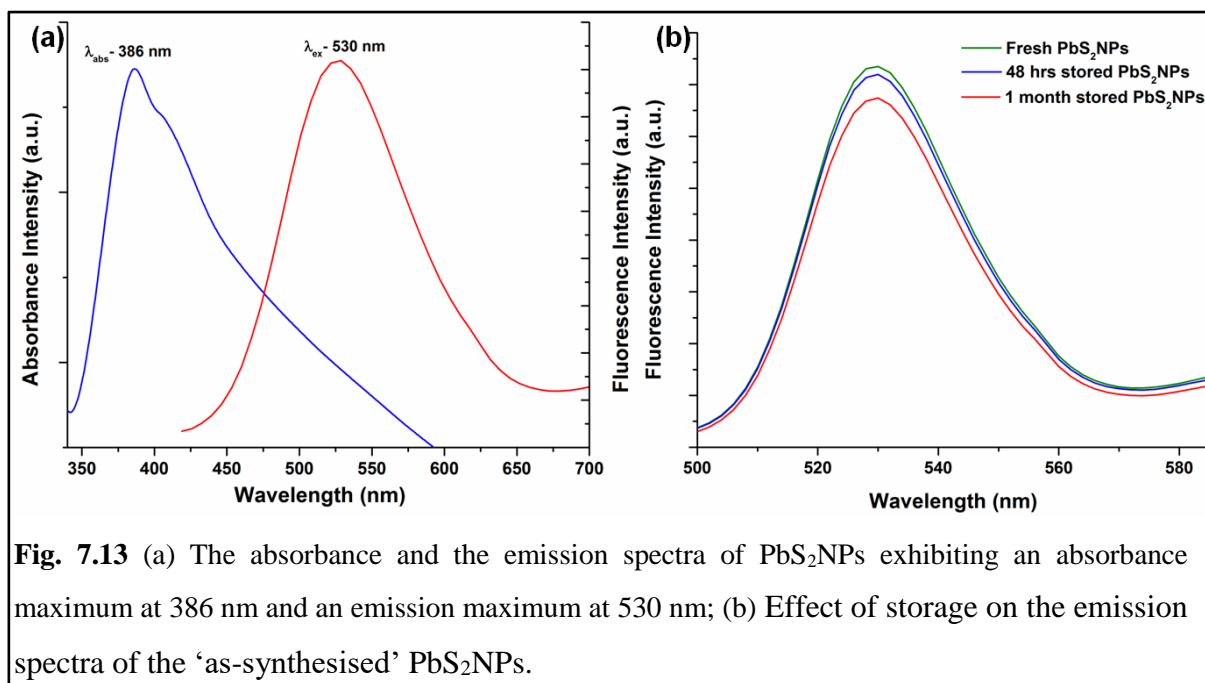 (a)
λabs- 386 nm
λex- 530 nm
Absorbance Intensity (a.u.)
Fluorescence Intensity (a.u.)
350 400 450 500 550 600 650 700
Wavelength (nm)
(b)
Fresh PbS₂NPs
48 hrs stored PbS₂NPs
1 month stored PbS₂NPs
Fluorescence Intensity (a.u.)
500 520 540 560 580
Wavelength (nm)
Fig. 7.13 (a) The absorbance and the emission spectra of PbS₂NPs exhibiting an absorbance
maximum at 386 nm and an emission maximum at 530 nm; (b) Effect of storage on the emission
spectra of the ‘as-synthesised’ PbS₂NPs.